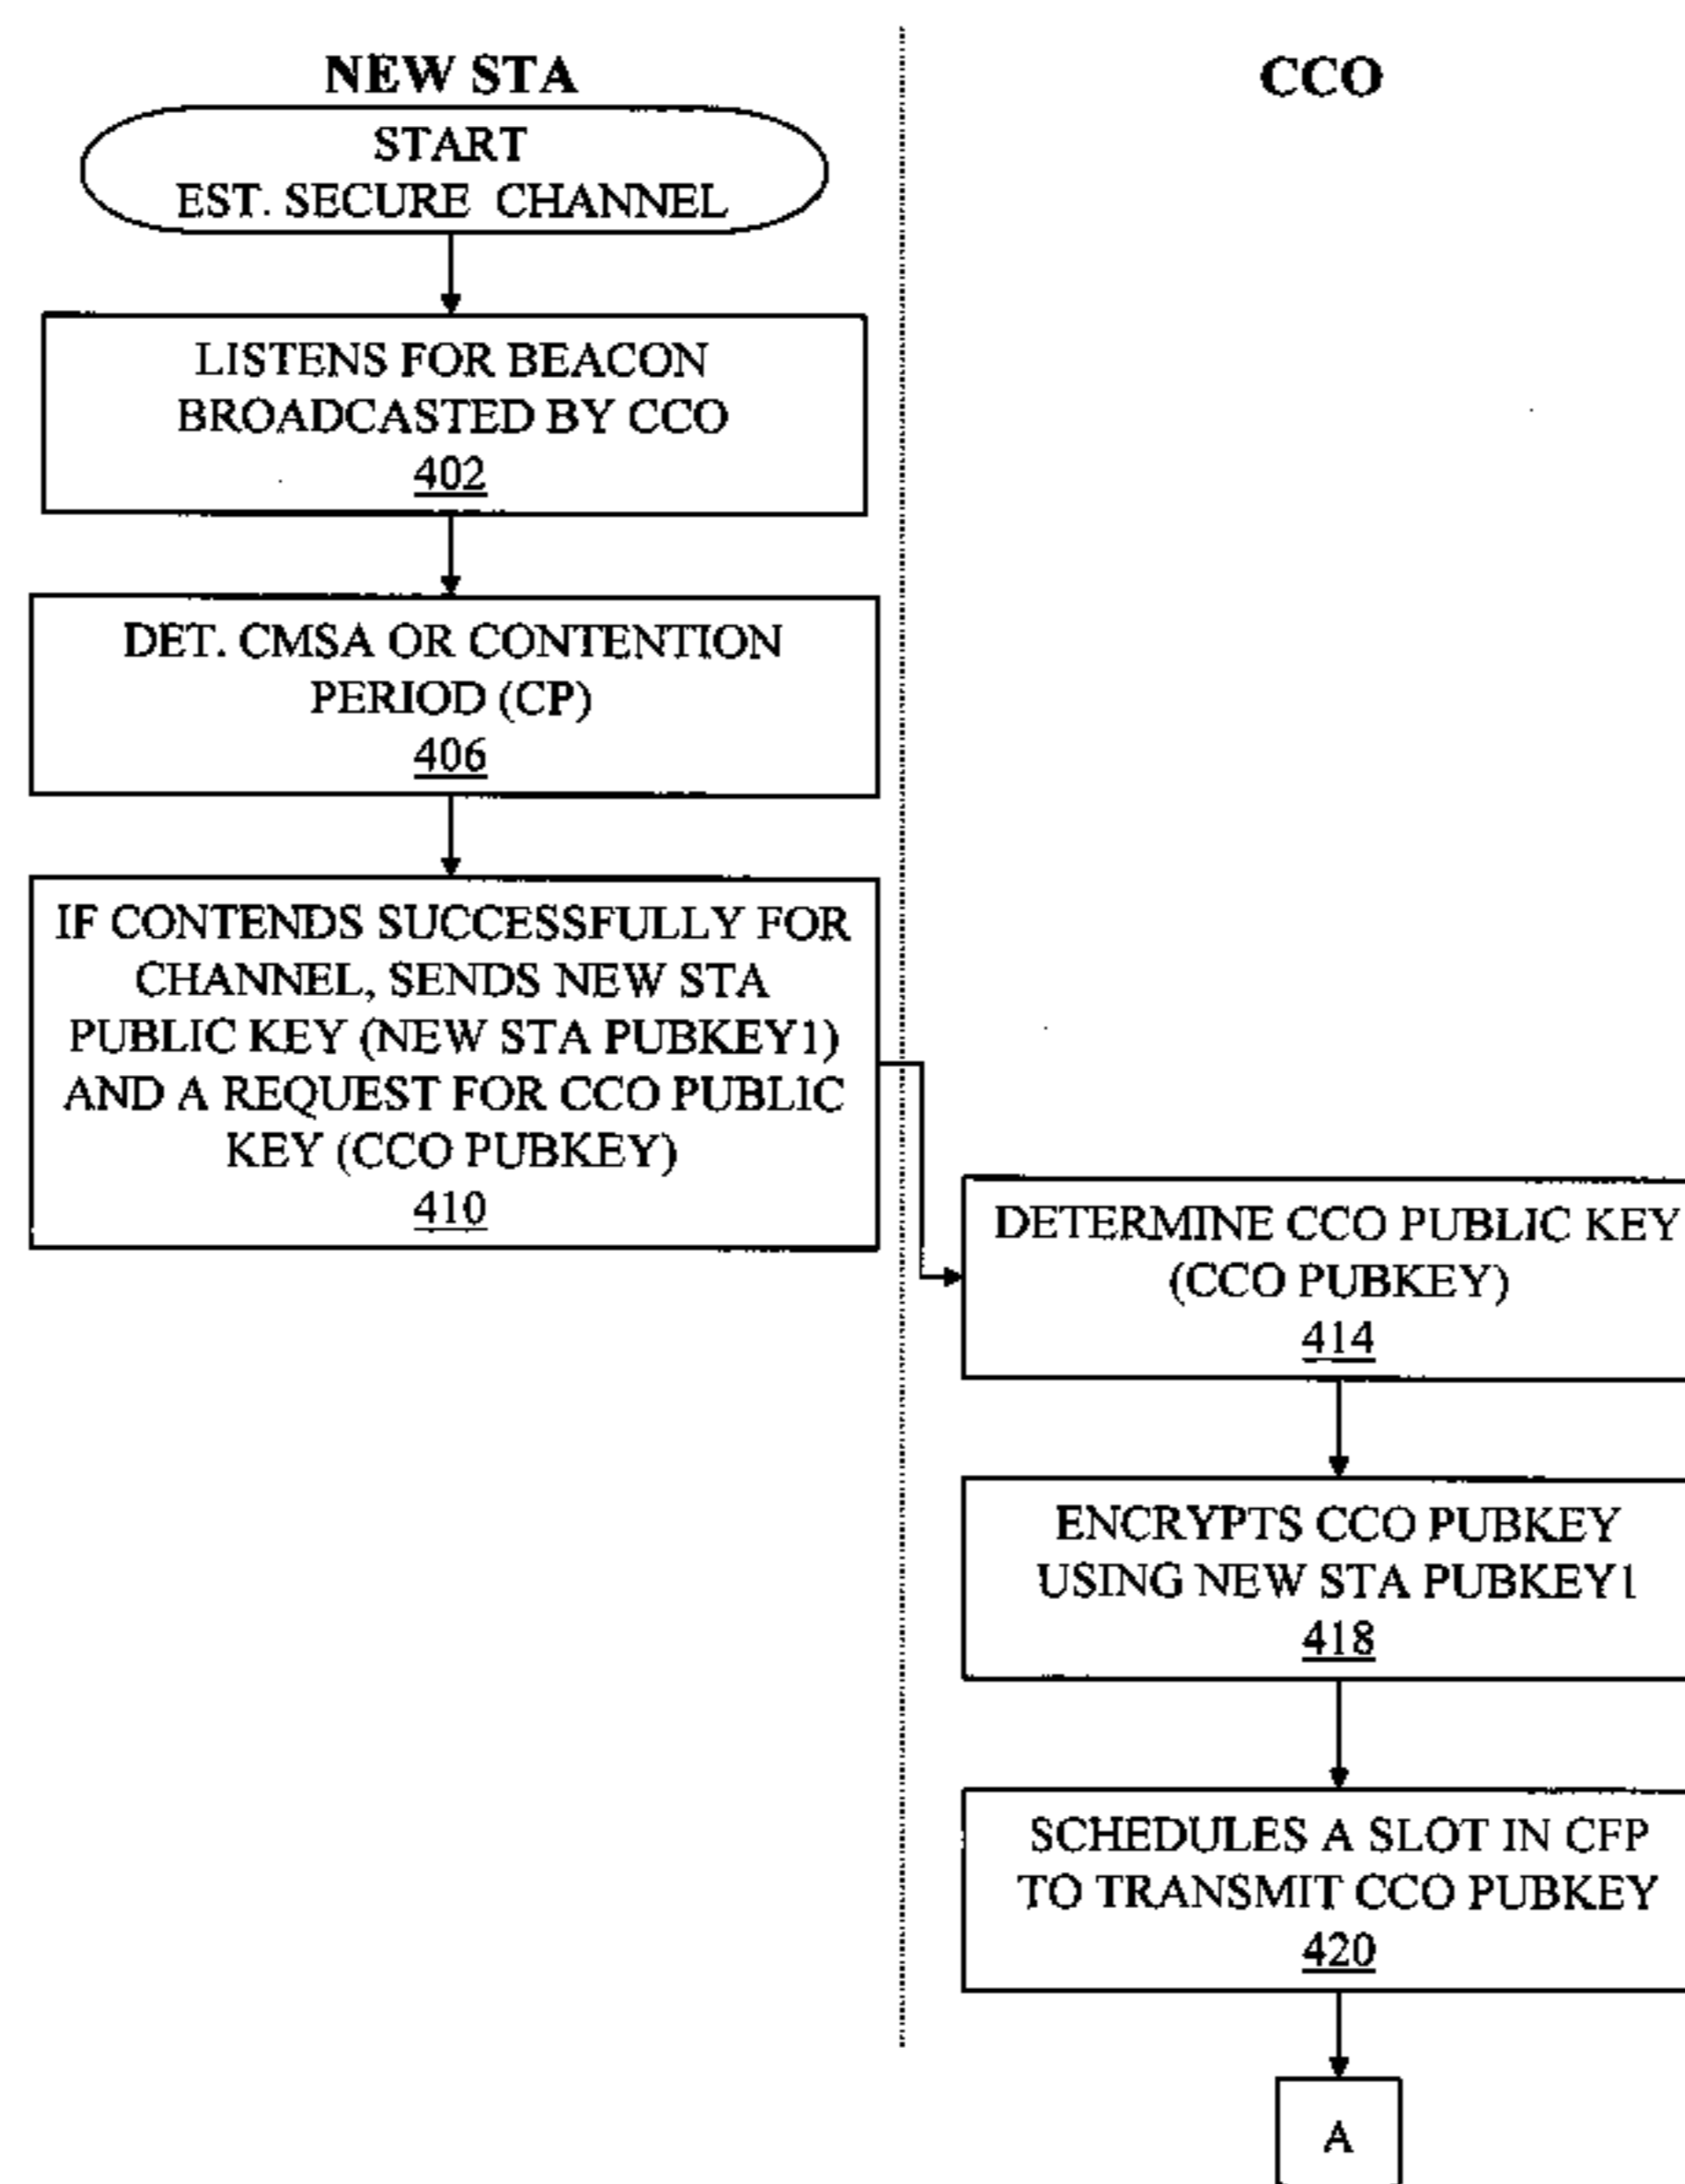 NEW STA
START
EST. SECURE CHANNEL
LISTENS FOR BEACON
BROADCASTED BY CCO
402
DET. CMSA OR CONTENTION
PERIOD (CP)
406
IF CONTENDS SUCCESSFULLY FOR
CHANNEL, SENDS NEW STA
PUBLIC KEY (NEW STA PUBKEY1)
AND A REQUEST FOR CCO PUBLIC
KEY (CCO PUBKEY)
410
CCO
DETERMINE CCO PUBLIC KEY
(CCO PUBKEY)
414
ENCRYPTS CCO PUBKEY
USING NEW STA PUBKEY1
418
SCHEDULES A SLOT IN CFP
TO TRANSMIT CCO PUBKEY
420
A